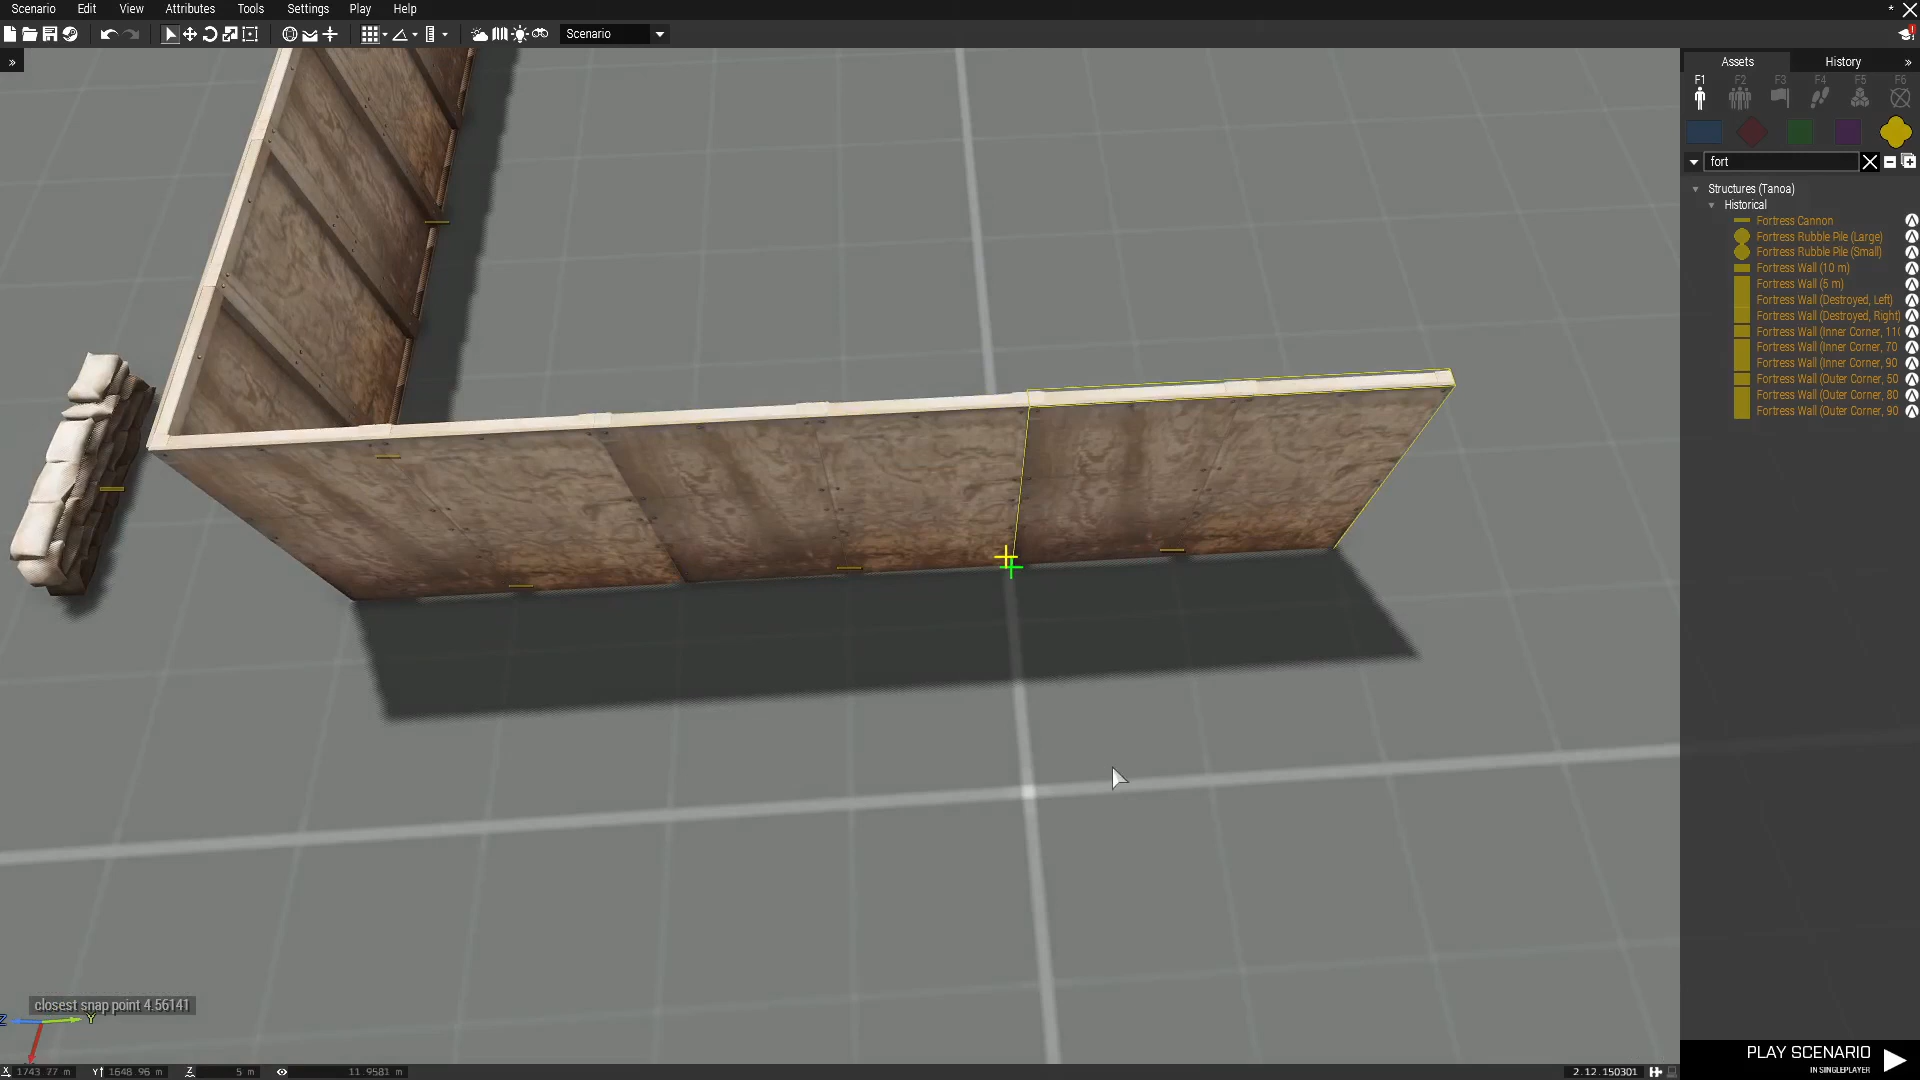 Scenario Edit View Attributes Tools Settings Play Help
Scenario
Assets History
F1 F2 F3 F4 F5 F6
fort
Structures (Tanoa)
Historical
Fortress Cannon
Fortress Rubble Pile (Large)
Fortress Rubble Pile (Small)
Fortress Wall (10 m)
Fortress Wall (5 m)
Fortress Wall (Destroyed, Left)
Fortress Wall (Destroyed, Right)
Fortress Wall (Inner Corner, 11(
Fortress Wall (Inner Corner, 70
Fortress Wall (Inner Corner, 90
Fortress Wall (Outer Corner, 50
Fortress Wall (Outer Corner, 80
Fortress Wall (Outer Corner, 90
closest snap point 4.56141
Z Y
X 1743.77 m Y 1648.96 m Z 5 m 11.9581 m
2.12.150301
PLAY SCENARIO
IN SINGLEPLAYER